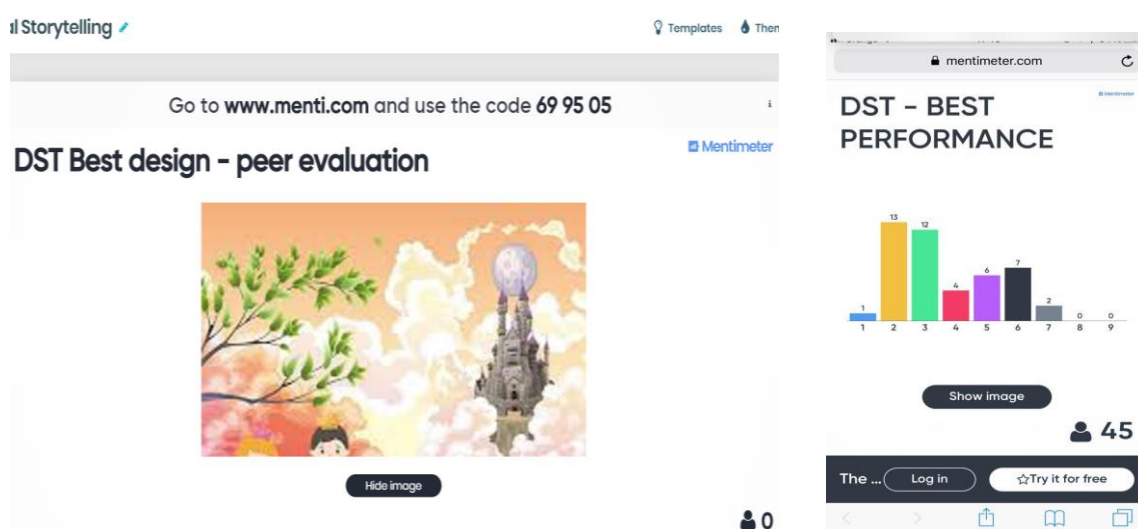 al Storytelling
Templates
Go to www.menti.com and use the code 69 95 05
i
DST Best design - peer evaluation
Mentimeter
Hide image
0
mentimeter.com
DST - BEST
PERFORMANCE
Mentimeter
1 13 12 4 6 7 2 0 0
1 2 3 4 5 6 7 8 9
Show image
45
The ...
Log in
Try it for free